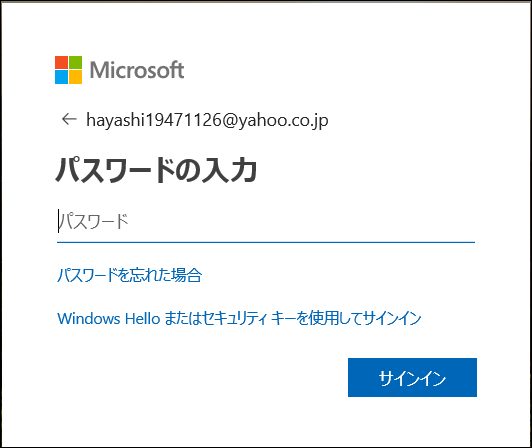 Microsoft
← hayashi19471126@yahoo.co.jp
パスワードの入力
パスワード
パスワードを忘れた場合
Windows Hello またはセキュリティ キーを使用してサインイン
サインイン